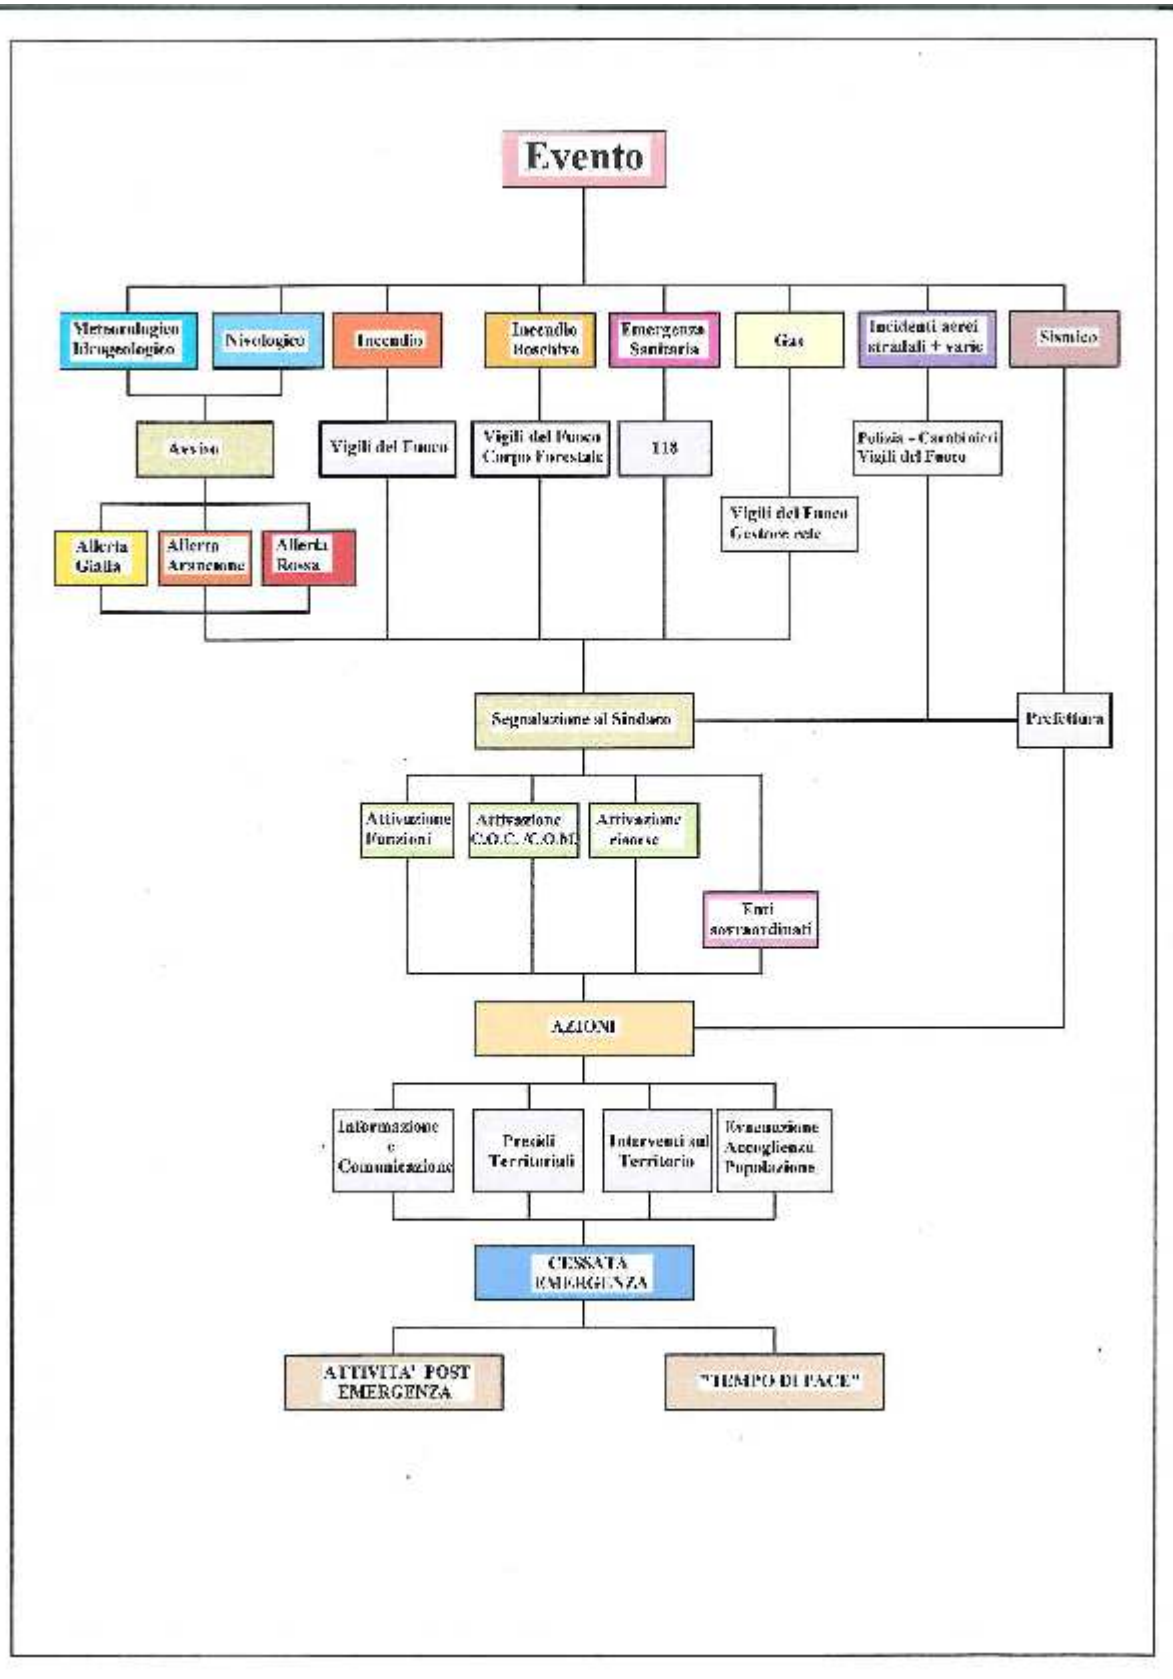 Evento
Meteorologico
Idrogeologico
Nivologico
Incendio
Incendio
Boschivo
Emergenza
Sanitaria
Gas
Incidenti aerei
stradali + varie
Sismico
Avviso
Vigili del Fuoco
Vigili del Fuoco
Corpo Forestale
118
Polizia - Carabinieri
Vigili del Fuoco
Vigili del Fuoco
Gestore rete
Allerta
Gialla
Allerta
Arancione
Allerta
Rossa
Segnalazione al Sindaco
Prefettura
Attivazione
Funzioni
Attivazione
C.O.C. /C.O.M.
Attivazione
risorse
Enti
sovraordinati
AZIONI
Informazione
e
Comunicazione
Presidi
Territoriali
Interventi sul
Territorio
Evacuazione
Accoglienza
Popolazione
CESSATA
EMERGENZA
ATTIVITA' POST
EMERGENZA
"TEMPO DI PACE"